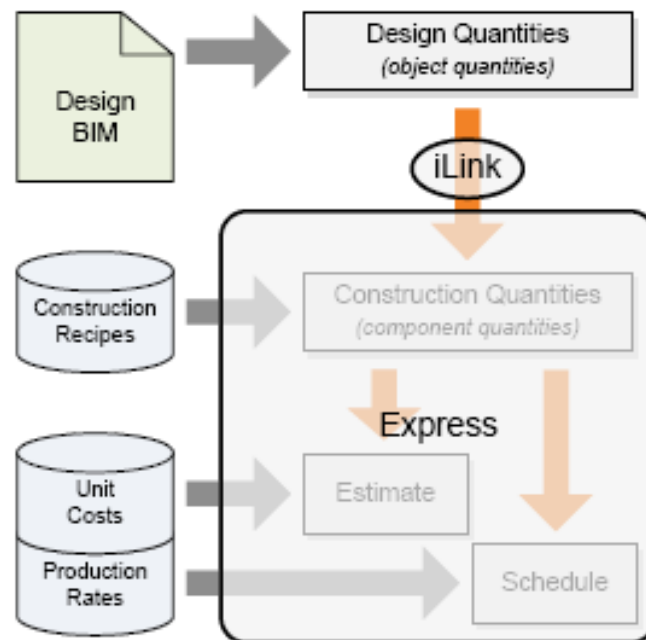 Design
BIM
Design Quantities
(object quantities)
iLink
Construction
Recipes
Construction Quantities
(component quantities)
Express
Unit
Costs
Estimate
Production
Rates
Schedule